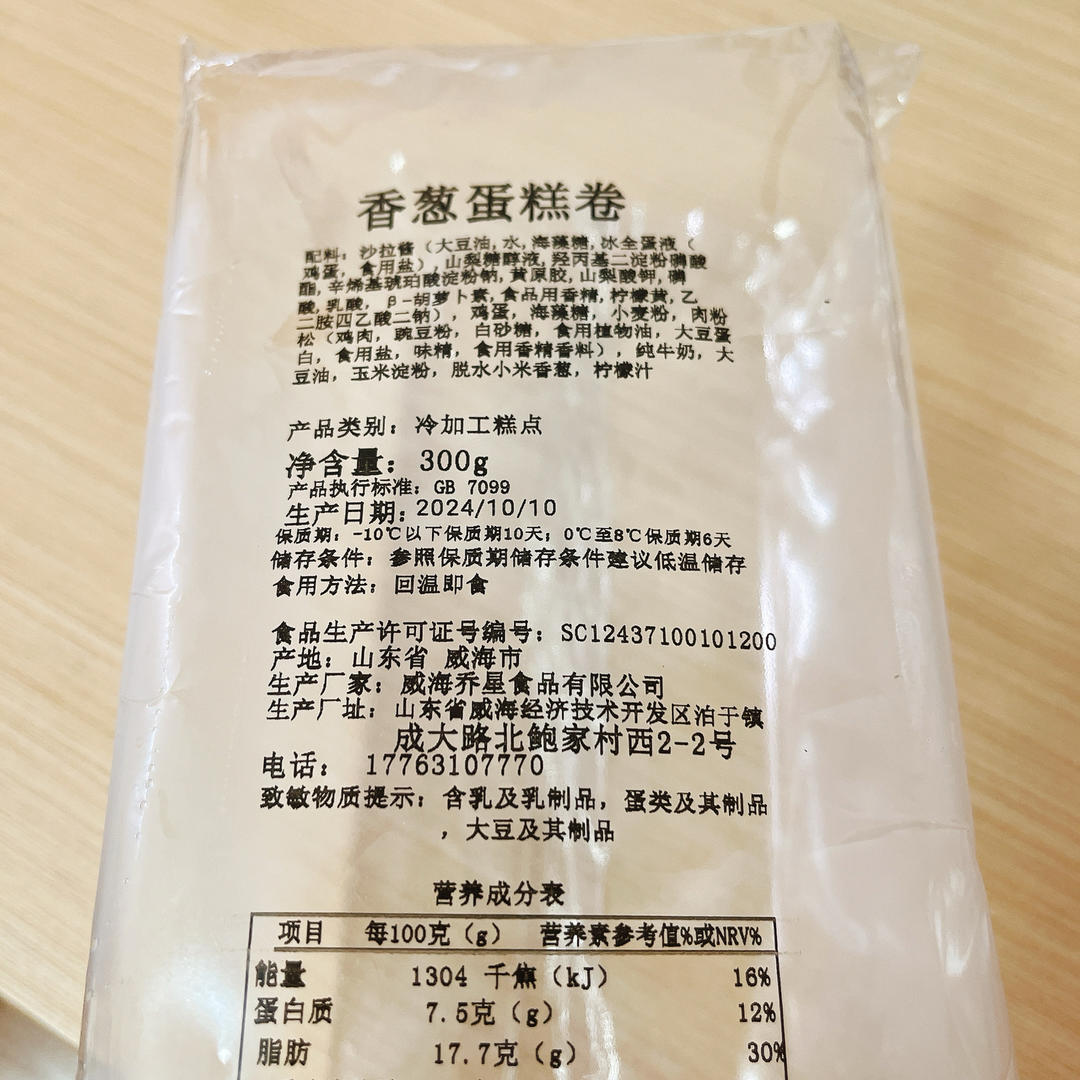 香葱蛋糕卷
配料：沙拉酱（大豆油,水,海藻糖,冰全蛋液（
鸡蛋，食用盐），山梨糖醇液,羟丙基二淀粉磷酸
酯,辛烯基琥珀酸淀粉钠,黄原胶,山梨酸钾,磷
酸,乳酸，β-胡萝卜素,食品用香精,柠檬黄,乙
二胺四乙酸二钠），鸡蛋，海藻糖，小麦粉，肉粉
松（鸡肉，豌豆粉，白砂糖，食用植物油，大豆蛋
白，食用盐，味精，食用香精香料），纯牛奶，大
豆油，玉米淀粉，脱水小米香葱，柠檬汁
产品类别：冷加工糕点
净含量：300g
产品执行标准：GB 7099
生产日期:2024/10/10
保质期：-10℃以下保质期10天；0℃至8℃保质期6天
储存条件：参照保质期储存条件建议低温储存
食用方法：回温即食
食品生产许可证号编号：SC12437100101200
产地：山东省 威海市
生产厂家：威海乔星食品有限公司
生产厂址：山东省威海经济技术开发区泊于镇
成大路北鲍家村西2-2号
电话： 17763107770
致敏物质提示：含乳及乳制品，蛋类及其制品
，大豆及其制品
营养成分表
项目 每100克（g） 营养素参考值%或NRV%
能量 1304 千焦（kJ） 16%
蛋白质 7.5克（g） 12%
脂肪 17.7克（g） 30%